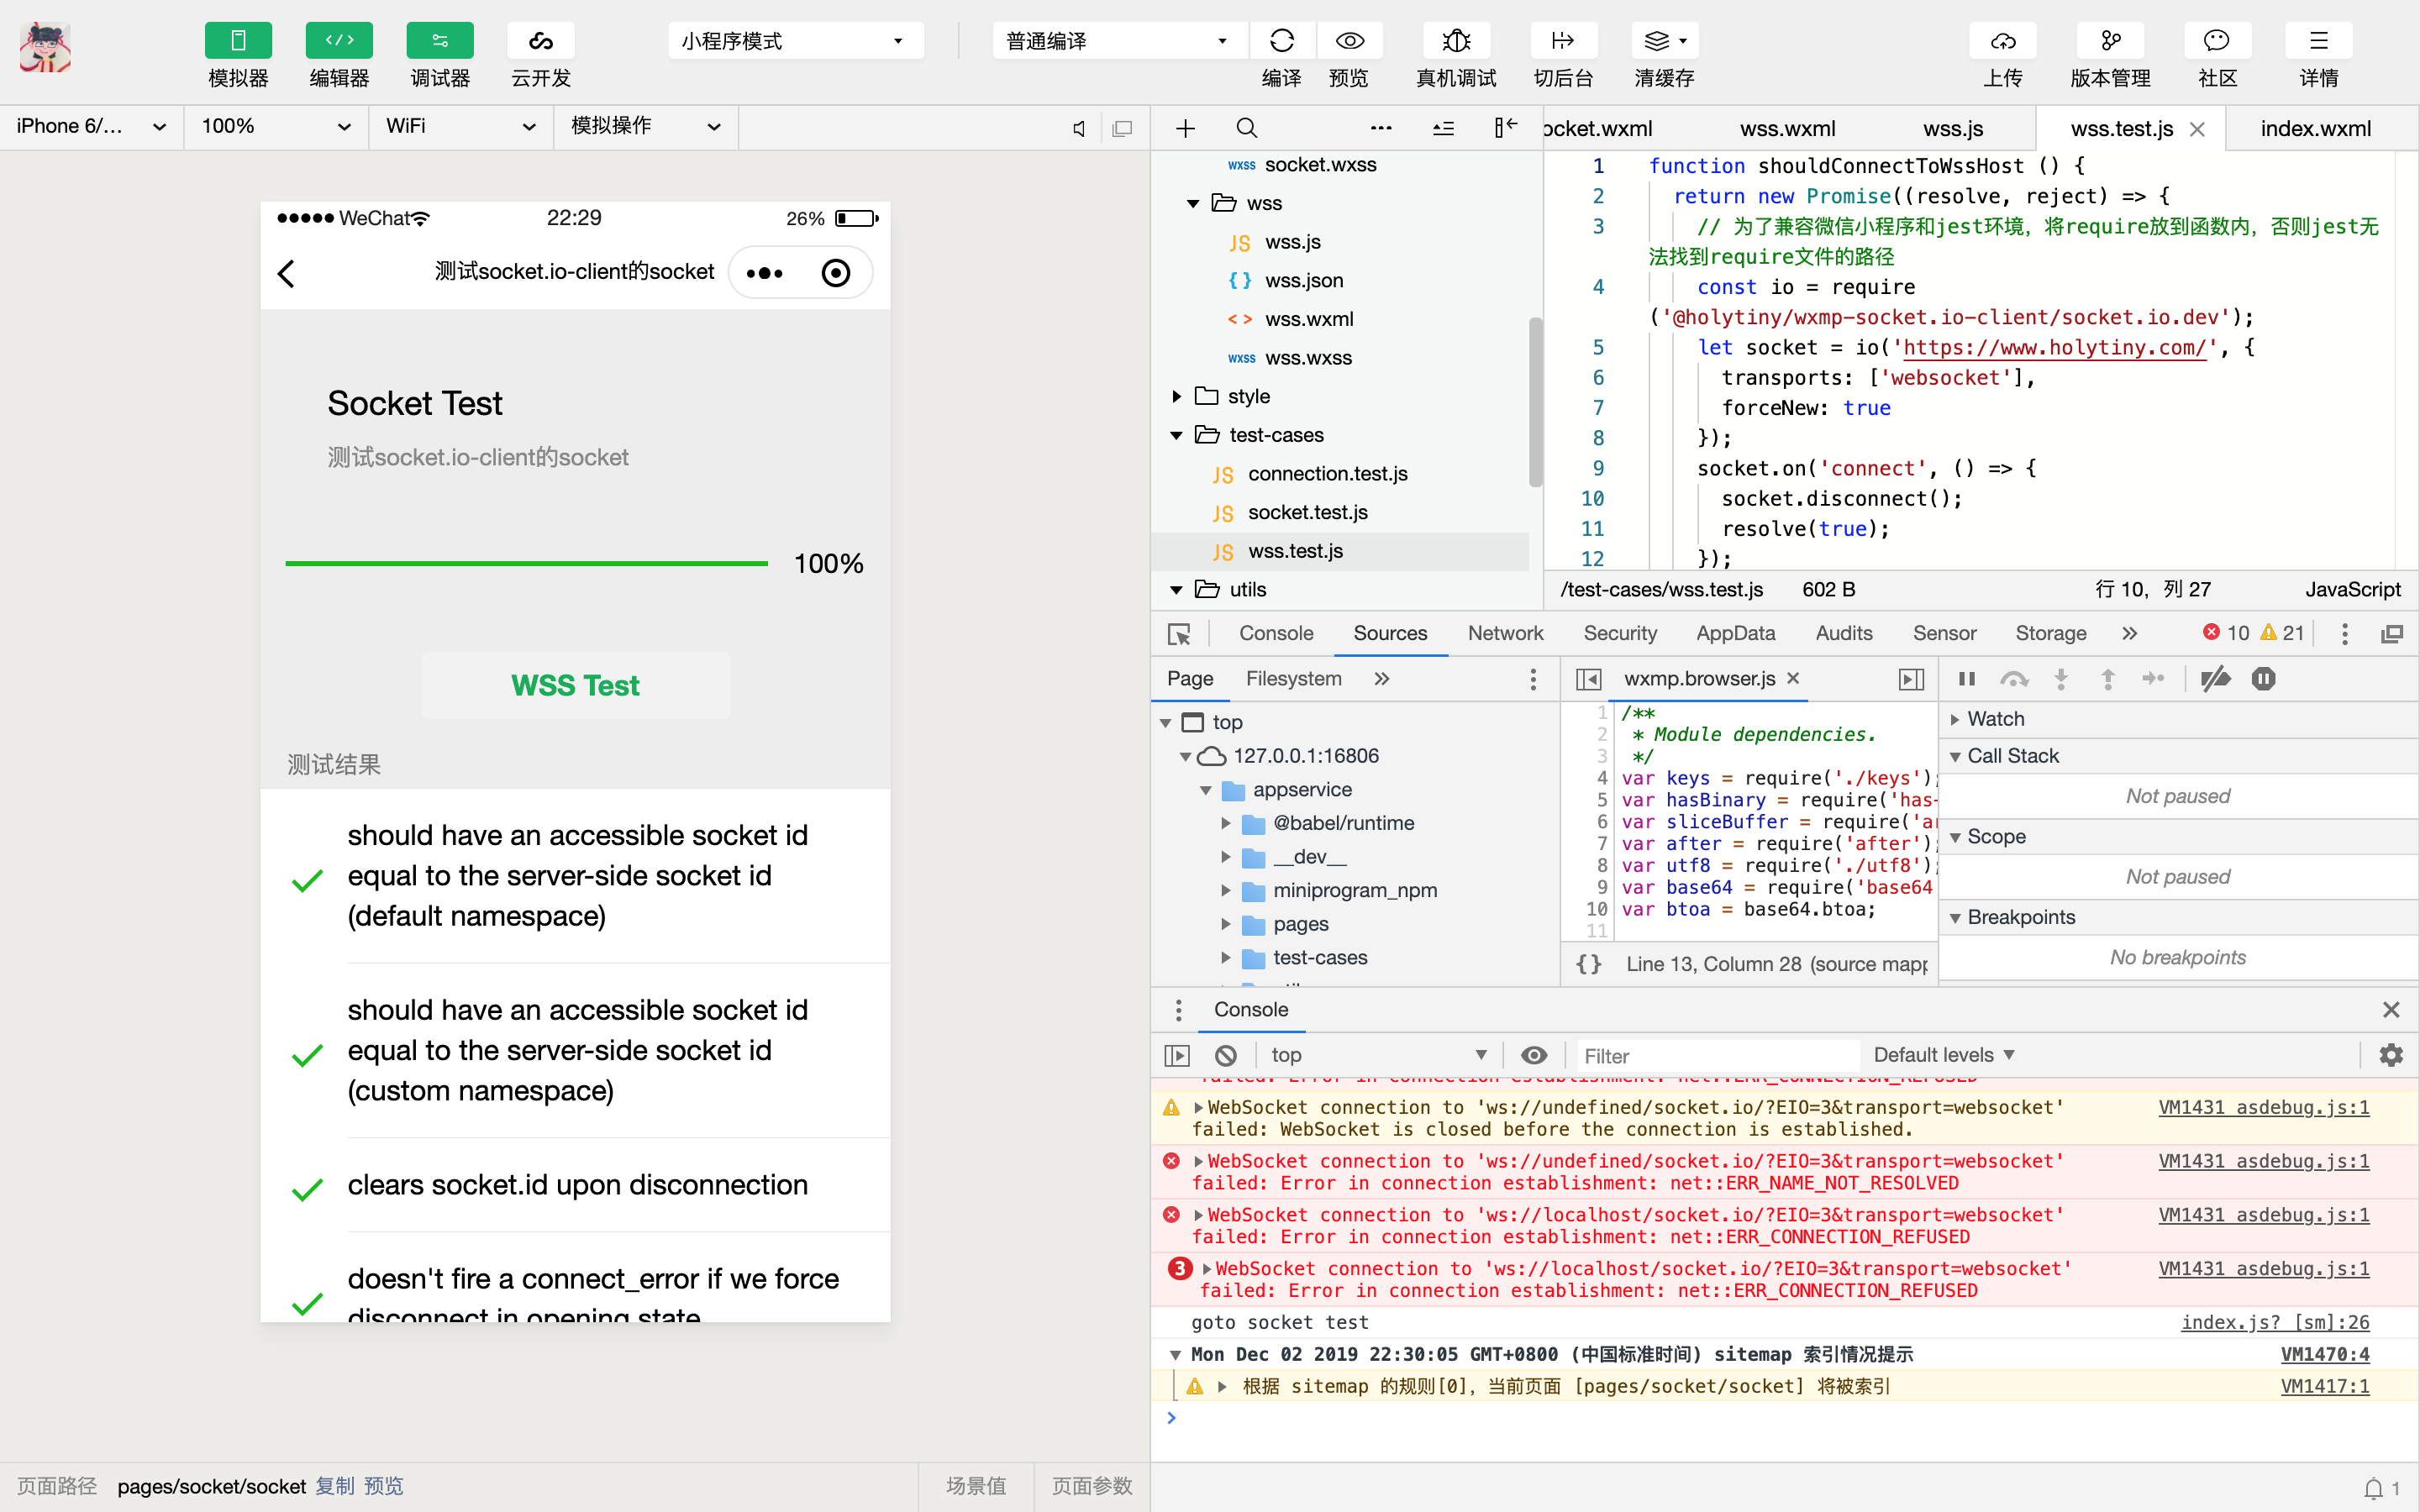 模拟器
编辑器
调试器
云开发
小程序模式
普通编译
编译
预览
真机调试
切后台
清缓存
上传
版本管理
社区
详情
iPhone 6/...
100%
WiFi
模拟操作
●●●●● WeChat
22:29
26%
测试socket.io-client的socket
Socket Test
测试socket.io-client的socket
100%
WSS Test
测试结果
should have an accessible socket id
equal to the server-side socket id
(default namespace)
should have an accessible socket id
equal to the server-side socket id
(custom namespace)
clears socket.id upon disconnection
doesn't fire a connect_error if we force
disconnect in opening state
页面路径 pages/socket/socket 复制 预览
场景值
页面参数
WXSS socket.wxss
wss
JS wss.js
{ } wss.json
< > wss.wxml
WXSS wss.wxss
style
test-cases
JS connection.test.js
JS socket.test.js
JS wss.test.js
utils
ocket.wxml
wss.wxml
wss.js
wss.test.js
index.wxml
1 function shouldConnectToWssHost () {
2 return new Promise((resolve, reject) => {
3 // 为了兼容微信小程序和jest环境，将require放到函数内，否则jest无
法找到require文件的路径
4 const io = require
('@holytiny/wxmp-socket.io-client/socket.io.dev');
5 let socket = io('https://www.holytiny.com/', {
6 transports: ['websocket'],
7 forceNew: true
8 });
9 socket.on('connect', () => {
10 socket.disconnect();
11 resolve(true);
12 });
/test-cases/wss.test.js
602 B
行 10，列 27
JavaScript
Console
Sources
Network
Security
AppData
Audits
Sensor
Storage
10
21
Page
Filesystem
top
127.0.0.1:16806
appservice
@babel/runtime
__dev__
miniprogram_npm
pages
test-cases
wxmp.browser.js
1 /**
2 * Module dependencies.
3 */
4 var keys = require('./keys');
5 var hasBinary = require('has-
6 var sliceBuffer = require('ar
7 var after = require('after');
8 var utf8 = require('./utf8');
9 var base64 = require('base64
10 var btoa = base64.btoa;
11
{} Line 13, Column 28 (source mapp
Watch
Call Stack
Not paused
Scope
Not paused
Breakpoints
No breakpoints
Console
top
Filter
Default levels
failed: Error in connection establishment: net::ERR_CONNECTION_REFUSED
WebSocket connection to 'ws://undefined/socket.io/?EIO=3&transport=websocket' VM1431 asdebug.js:1
failed: WebSocket is closed before the connection is established.
WebSocket connection to 'ws://undefined/socket.io/?EIO=3&transport=websocket' VM1431 asdebug.js:1
failed: Error in connection establishment: net::ERR_NAME_NOT_RESOLVED
WebSocket connection to 'ws://localhost/socket.io/?EIO=3&transport=websocket' VM1431 asdebug.js:1
failed: Error in connection establishment: net::ERR_CONNECTION_REFUSED
3 WebSocket connection to 'ws://localhost/socket.io/?EIO=3&transport=websocket' VM1431 asdebug.js:1
failed: Error in connection establishment: net::ERR_CONNECTION_REFUSED
goto socket test index.js? [sm]:26
Mon Dec 02 2019 22:30:05 GMT+0800 (中国标准时间) sitemap 索引情况提示 VM1470:4
根据 sitemap 的规则[0]，当前页面 [pages/socket/socket] 将被索引 VM1417:1
1